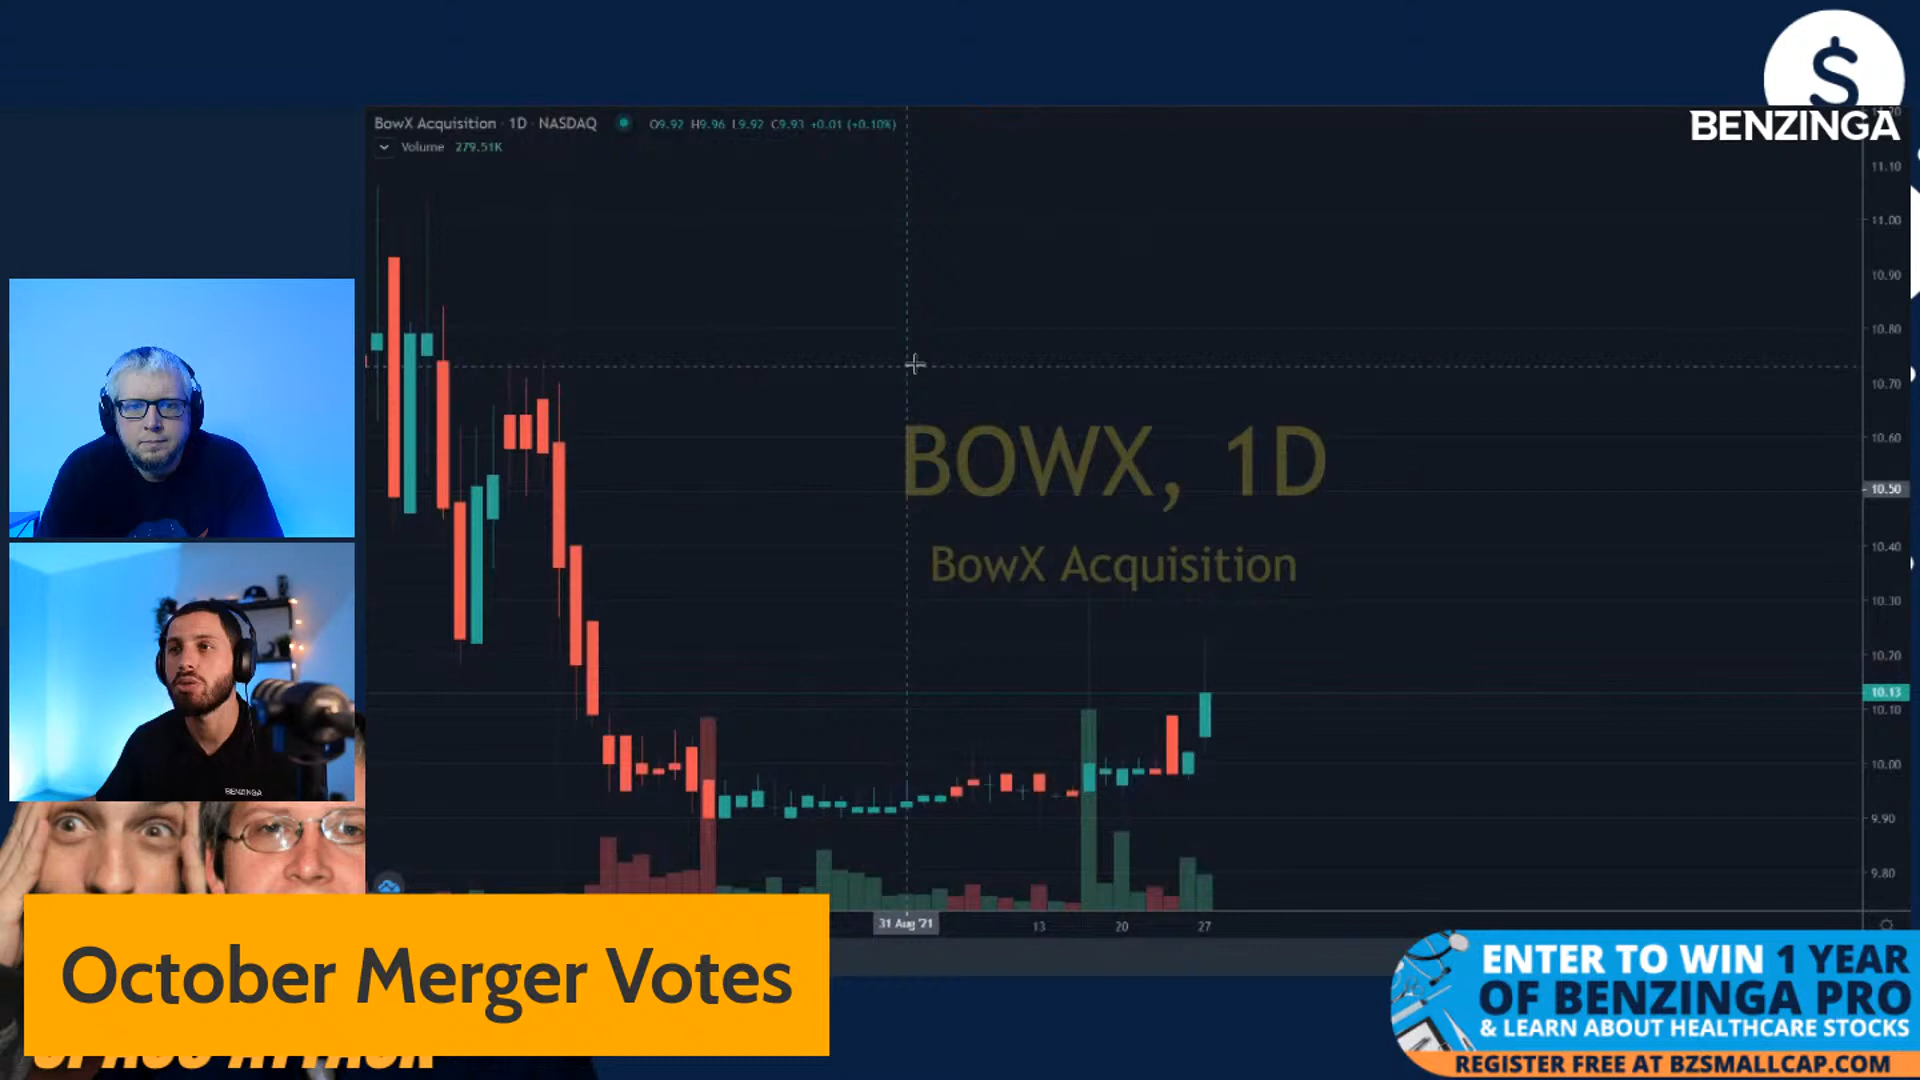 BENZINGA
BowX Acquisition · 1D · NASDAQ O9.92 H9.96 L9.92 C9.93 +0.01 (+0.10%)
Volume 279.51K
11.10
11.00
10.90
10.80
10.70
10.60
10.50
10.40
10.30
10.20
10.13
10.10
10.00
9.90
9.80
BOWX, 1D
BowX Acquisition
BENZINGA
31 Aug '21
13
20
27
October Merger Votes
ENTER TO WIN 1 YEAR
OF BENZINGA PRO
& LEARN ABOUT HEALTHCARE STOCKS
REGISTER FREE AT BZSMALLCAP.COM